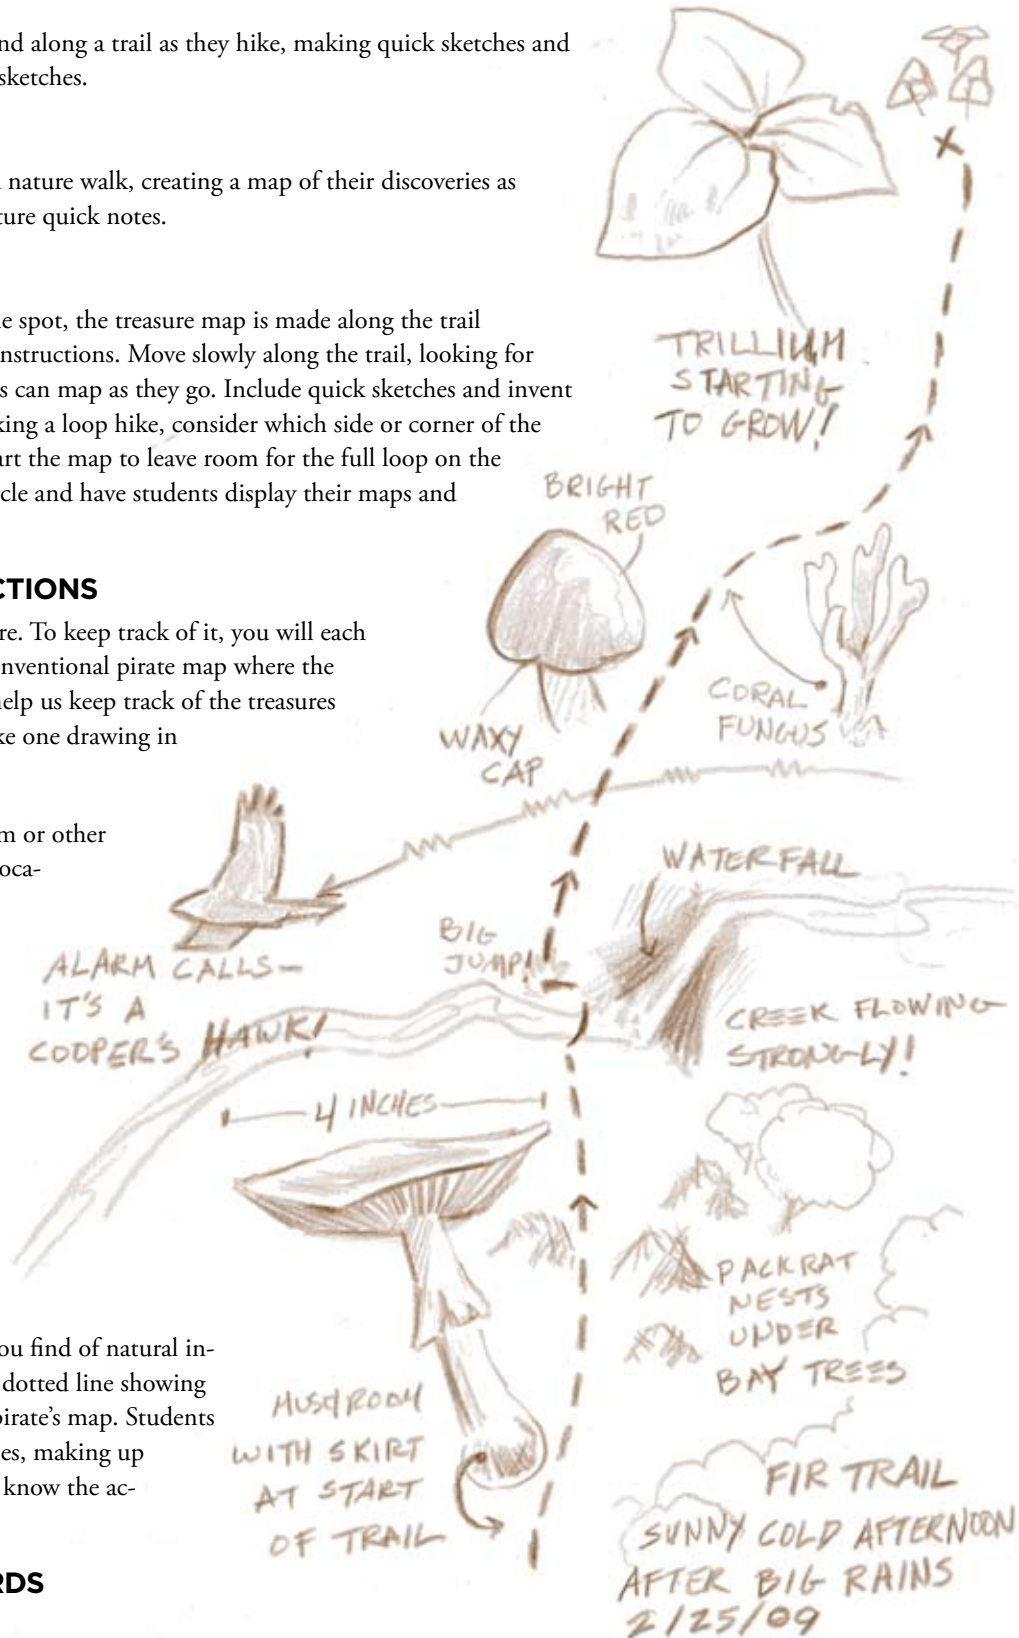 nd along a trail as they hike, making quick sketches and
sketches.
nature walk, creating a map of their discoveries as
ture quick notes.
e spot, the treasure map is made along the trail
nstructions. Move slowly along the trail, looking for
s can map as they go. Include quick sketches and invent
king a loop hike, consider which side or corner of the
art the map to leave room for the full loop on the
rcle and have students display their maps and
CTIONS
re. To keep track of it, you will each
nventional pirate map where the
help us keep track of the treasures
ke one drawing in
m or other
oca-
ou find of natural in-
dotted line showing
pirate's map. Students
es, making up
know the ac-
RDS
TRILLIUM
STARTING
TO GROW!
BRIGHT
RED
WAXY
CAP
CORAL
FUNGUS
WATERFALL
BIG
JUMP!
ALARM CALLS—
IT'S A
COOPER'S HAWK!
CREEK FLOWING
STRONGLY!
4 INCHES
PACKRAT
NESTS
UNDER
BAY TREES
MUSHROOM
WITH SKIRT
AT START
OF TRAIL
FIR TRAIL
SUNNY COLD AFTERNOON
AFTER BIG RAINS
2/25/09